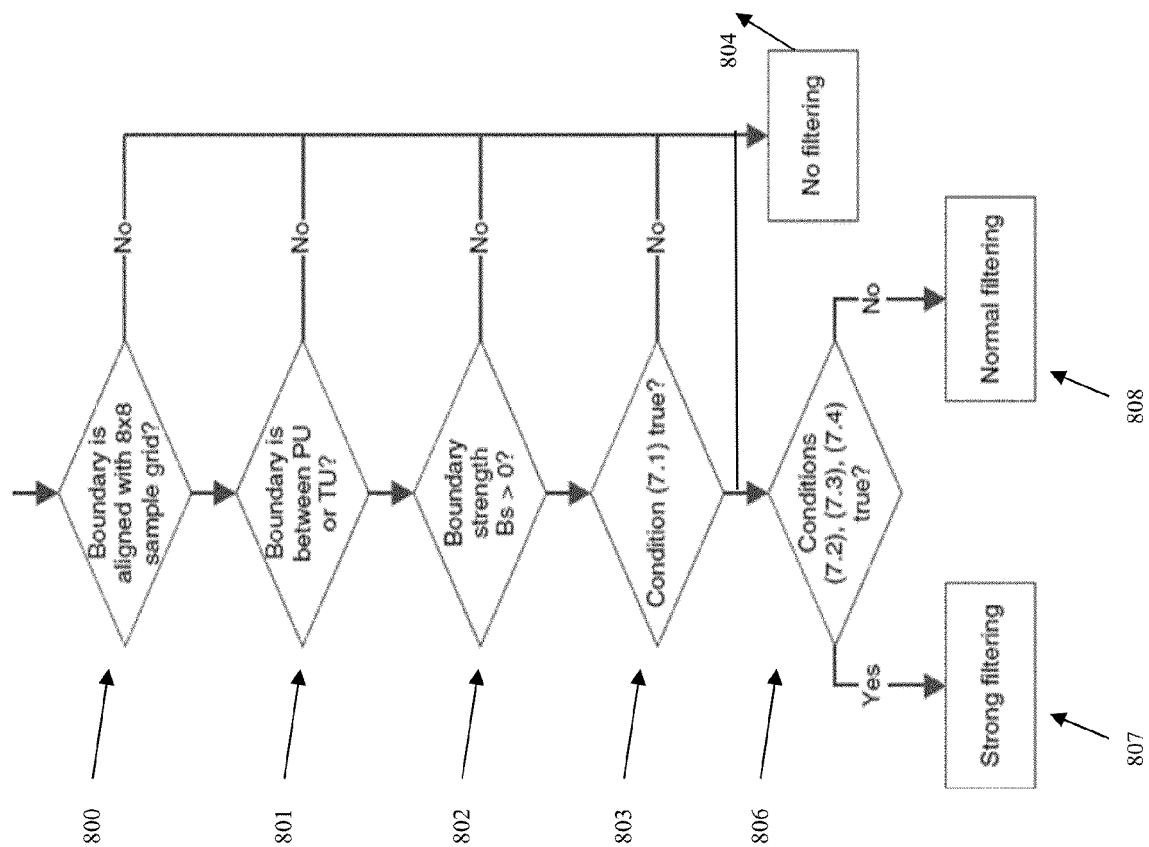 800
Boundary is
aligned with 8x8
sample grid?
No
801
Boundary is
between PU
or TU?
No
802
Boundary
strength
Bs > 0?
No
803
Condition (7.1) true?
No
804
No filtering
806
Conditions
(7.2), (7.3), (7.4)
true?
Yes
No
Strong filtering
Normal filtering
807
808